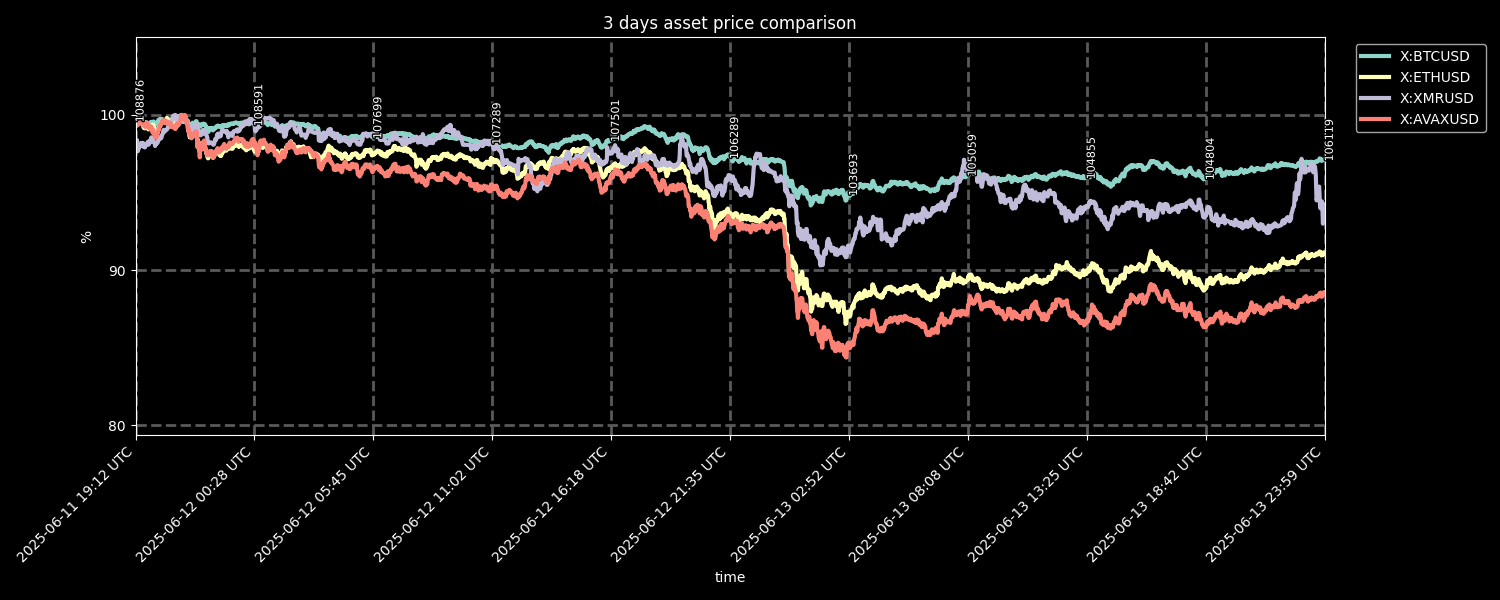 3 days asset price comparison
X:BTCUSD
X:ETHUSD
X:XMRUSD
X:AVAXUSD
%
100
90
80
108876
108591
107699
107289
107501
106289
103693
105059
104855
104804
106119
2025-06-11 19:12 UTC
2025-06-12 00:28 UTC
2025-06-12 05:45 UTC
2025-06-12 11:02 UTC
2025-06-12 16:18 UTC
2025-06-12 21:35 UTC
2025-06-13 02:52 UTC
2025-06-13 08:08 UTC
2025-06-13 13:25 UTC
2025-06-13 18:42 UTC
2025-06-13 23:59 UTC
time